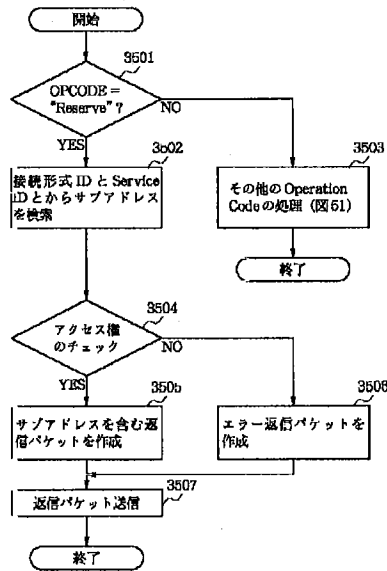 開始
3501
OPCODE =
“Reserve” ?
NO
YES
3502
3503
接続形式 ID と Service
ID とからサブアドレス
を検索
その他の Operation
Code の処理 (図 51)
終了
3504
アクセス権
のチェック
NO
YES
3505
3506
サブアドレスを含む返
信パケットを作成
エラー返信パケットを
作成
3507
返信パケット送信
終了